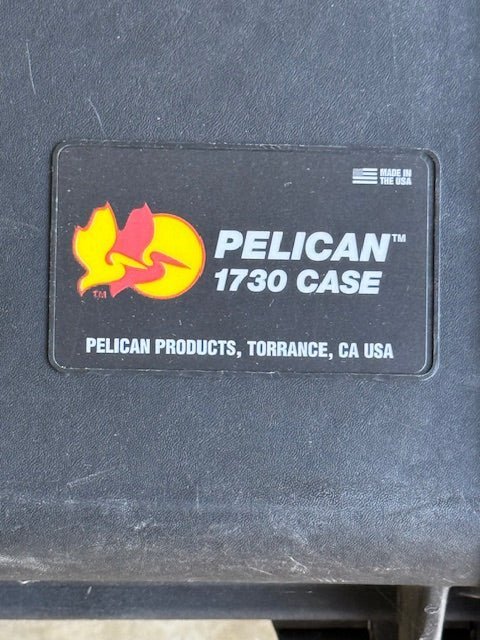 MADE IN
THE USA
PELICAN™
1730 CASE
TM
PELICAN PRODUCTS, TORRANCE, CA USA